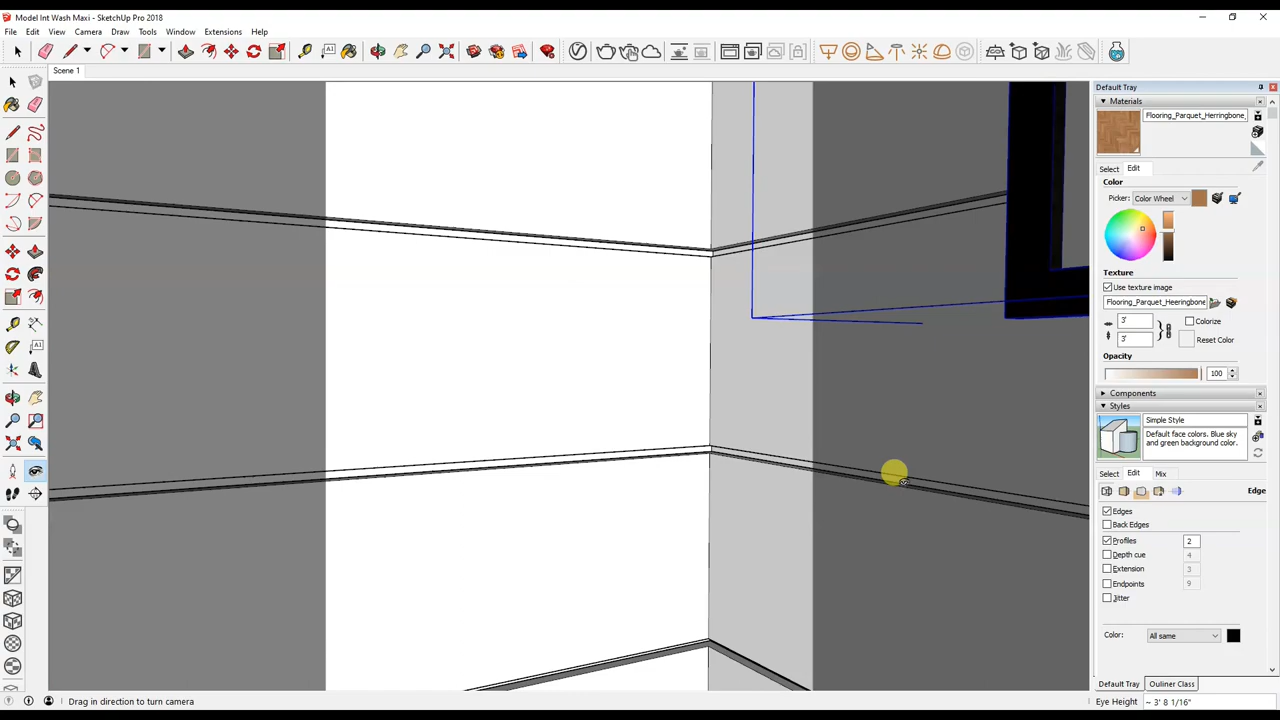 Model Int Wash Maxi - SketchUp Pro 2018
File Edit View Camera Draw Tools Window Extensions Help
Scene 1
Default Tray
Materials
Flooring_Parquet_Herringbone_
Select Edit
Color
Picker: Color Wheel
Texture
Use texture image
Flooring_Parquet_Heeringbone
3'
Colorize
3'
Reset Color
Opacity
100
Components
Styles
Simple Style
Default face colors. Blue sky
and green background color.
Select Edit Mix
Edge
Edges
Back Edges
Profiles 2
Depth cue 4
Extension 3
Endpoints 9
Jitter
Color: All same
Default Tray Ouliner Class
Drag in direction to turn camera
Eye Height ~ 3' 8 1/16"